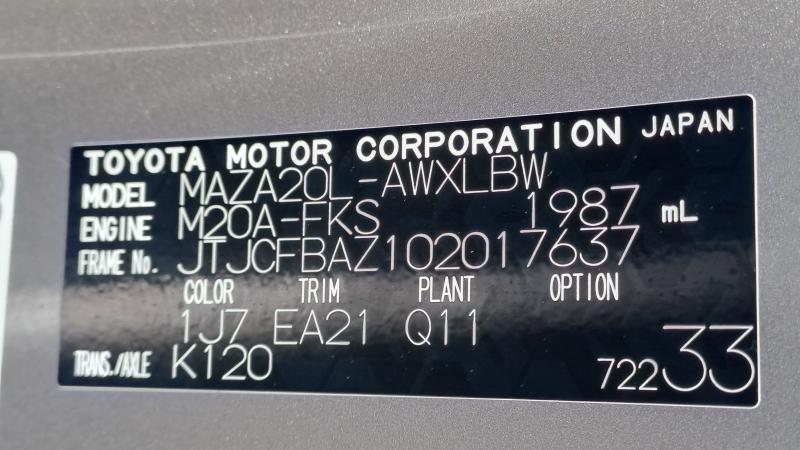 TOYOTA MOTOR CORPORATION JAPAN
MODEL MAZA20L-AWXLBW
ENGINE M20A-FKS 1987 mL
FRAME No. JTJCFBAZ102017637
COLOR TRIM PLANT OPTION
1J7 EA21 Q11
TRANS./AXLE K120
72233